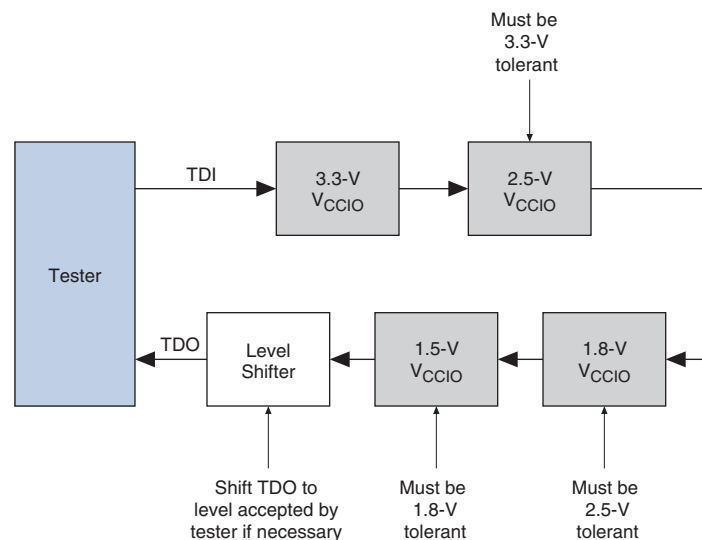 Must be
3.3-V
tolerant
TDI
3.3-V
VCCIO
2.5-V
VCCIO
Tester
TDO
Level
Shifter
1.5-V
VCCIO
1.8-V
VCCIO
Shift TDO to
level accepted by
tester if necessary
Must be
1.8-V
tolerant
Must be
2.5-V
tolerant